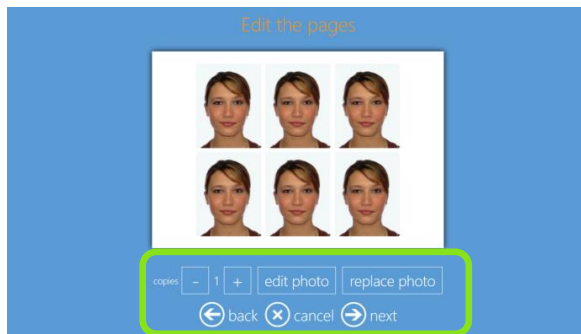 Edit the pages
copies - 1 + edit photo replace photo
back cancel next